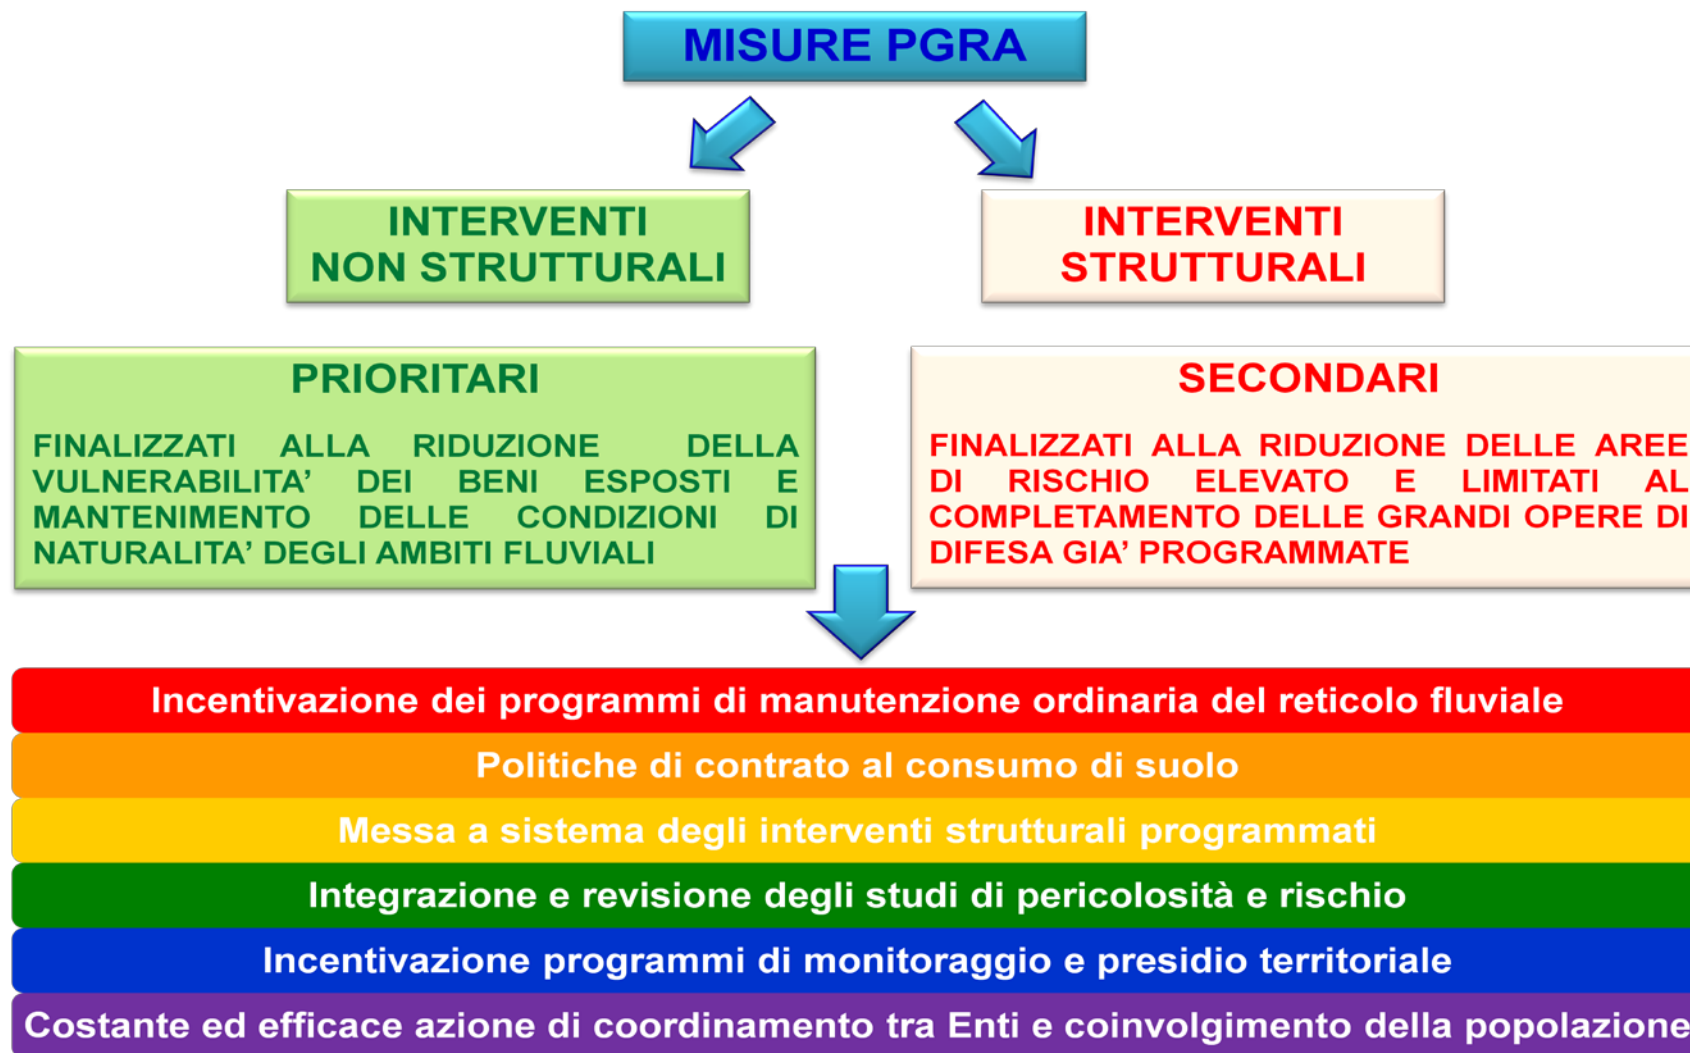 MISURE PGRA
INTERVENTI
NON STRUTTURALI
INTERVENTI
STRUTTURALI
PRIORITARI
FINALIZZATI ALLA RIDUZIONE DELLA
VULNERABILITA’ DEI BENI ESPOSTI E
MANTENIMENTO DELLE CONDIZIONI DI
NATURALITA’ DEGLI AMBITI FLUVIALI
SECONDARI
FINALIZZATI ALLA RIDUZIONE DELLE AREE
DI RISCHIO ELEVATO E LIMITATI AL
COMPLETAMENTO DELLE GRANDI OPERE DI
DIFESA GIA’ PROGRAMMATE
Incentivazione dei programmi di manutenzione ordinaria del reticolo fluviale
Politiche di contrato al consumo di suolo
Messa a sistema degli interventi strutturali programmati
Integrazione e revisione degli studi di pericolosità e rischio
Incentivazione programmi di monitoraggio e presidio territoriale
Costante ed efficace azione di coordinamento tra Enti e coinvolgimento della popolazione